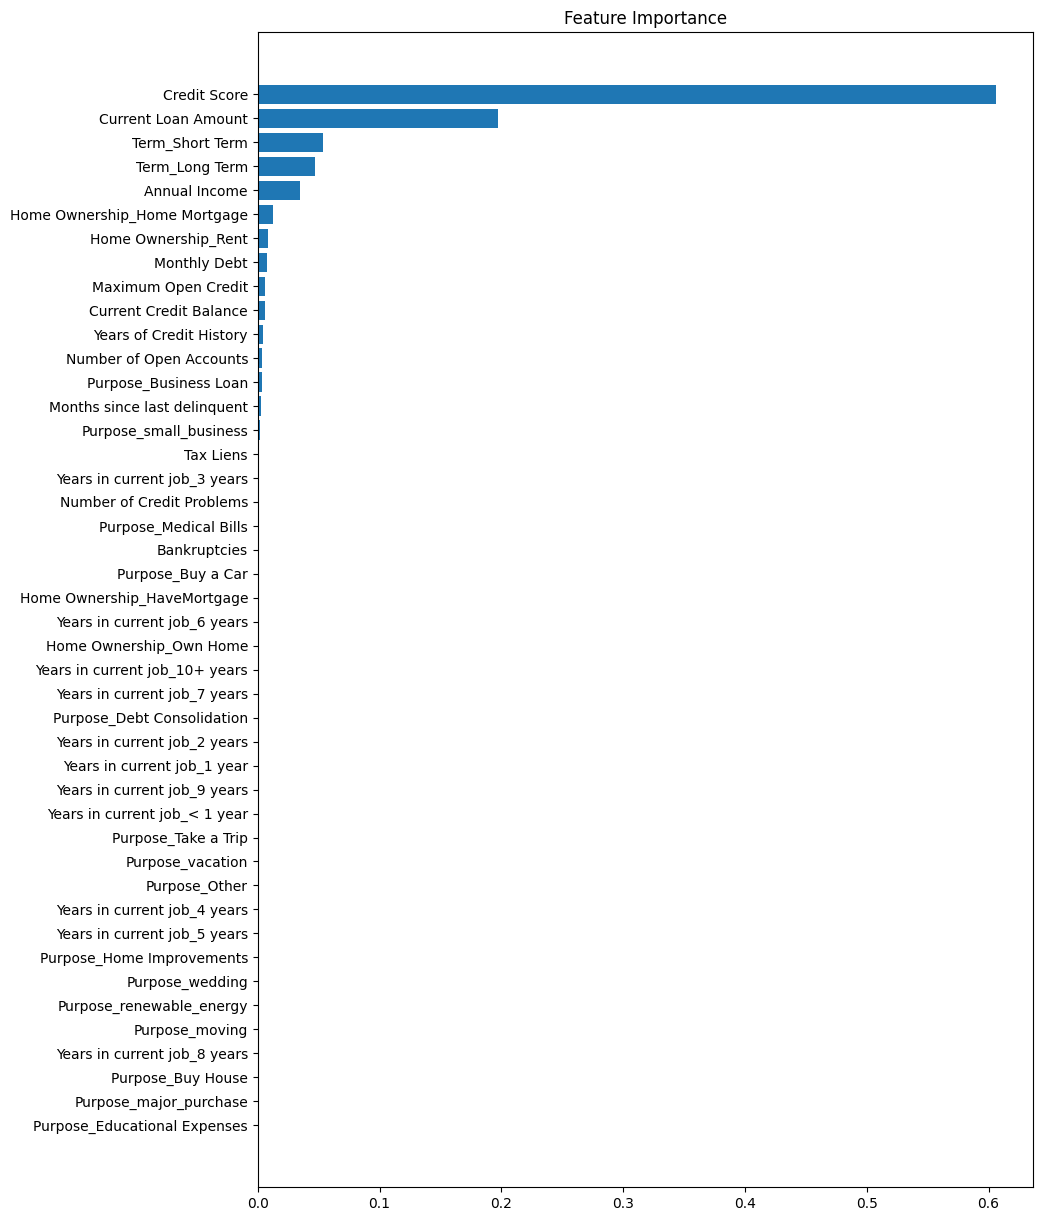 Feature Importance
Credit Score
Current Loan Amount
Term_Short Term
Term_Long Term
Annual Income
Home Ownership_Home Mortgage
Home Ownership_Rent
Monthly Debt
Maximum Open Credit
Current Credit Balance
Years of Credit History
Number of Open Accounts
Purpose_Business Loan
Months since last delinquent
Purpose_small_business
Tax Liens
Years in current job_3 years
Number of Credit Problems
Purpose_Medical Bills
Bankruptcies
Purpose_Buy a Car
Home Ownership_HaveMortgage
Years in current job_6 years
Home Ownership_Own Home
Years in current job_10+ years
Years in current job_7 years
Purpose_Debt Consolidation
Years in current job_2 years
Years in current job_1 year
Years in current job_9 years
Years in current job_< 1 year
Purpose_Take a Trip
Purpose_vacation
Purpose_Other
Years in current job_4 years
Years in current job_5 years
Purpose_Home Improvements
Purpose_wedding
Purpose_renewable_energy
Purpose_moving
Years in current job_8 years
Purpose_Buy House
Purpose_major_purchase
Purpose_Educational Expenses
0.0 0.1 0.2 0.3 0.4 0.5 0.6